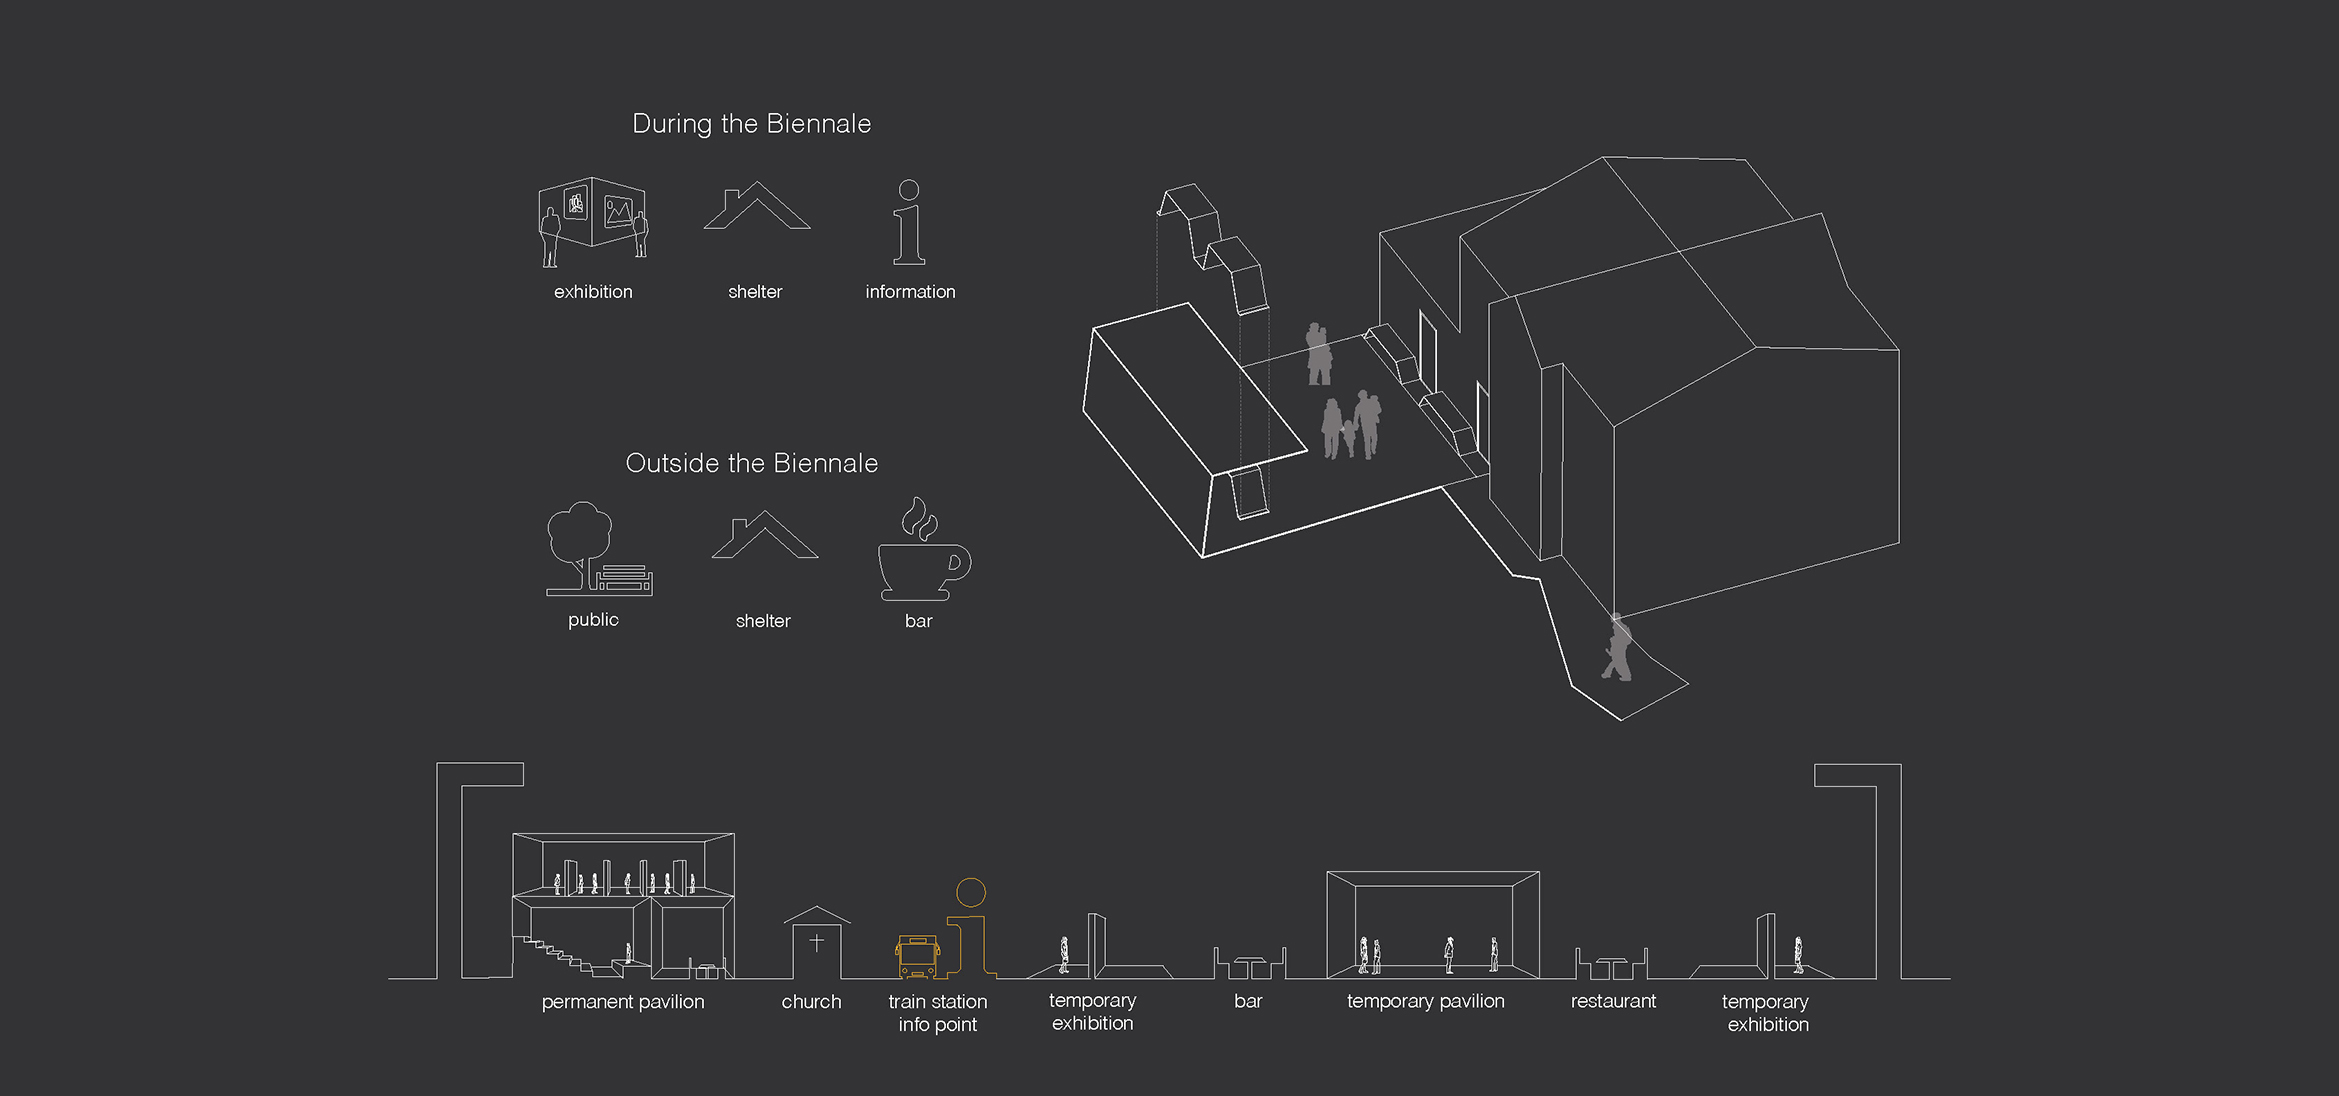 During the Biennale
exhibition
shelter
information
Outside the Biennale
public
shelter
bar
permanent pavilion
church
train station
info point
temporary
exhibition
bar
temporary pavilion
restaurant
temporary
exhibition